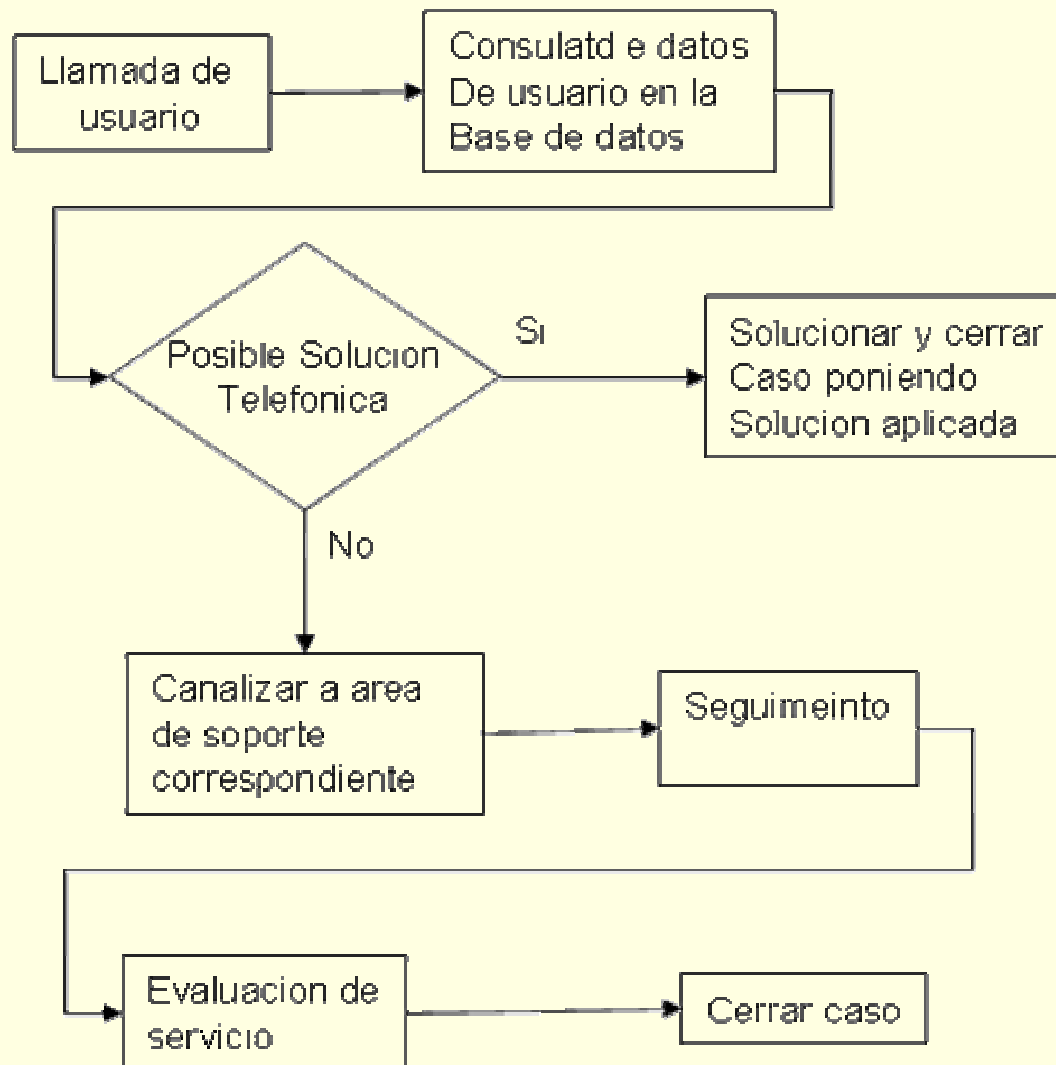 Llamada de
usuario
Consulatd e datos
De usuario en la
Base de datos
Posible Solucion
Telefonica
Si
Solucionar y cerrar
Caso poniendo
Solucion aplicada
No
Canalizar a area
de soporte
correspondiente
Seguimeinto
Evaluacion de
servicio
Cerrar caso